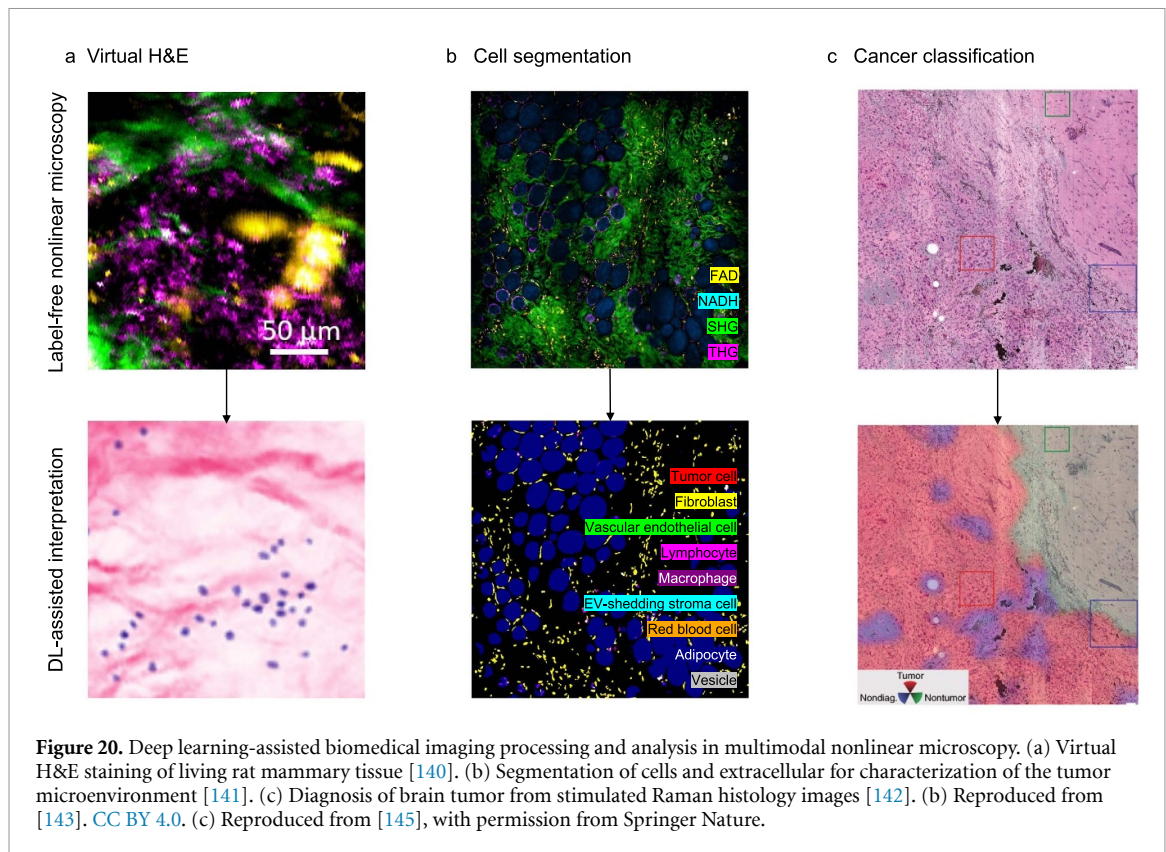 a Virtual H&E
b Cell segmentation
c Cancer classification
Label-free nonlinear microscopy
50 µm
FAD
NADH
SHG
THG
DL-assisted interpretation
Tumor cell
Fibroblast
Vascular endothelial cell
Lymphocyte
Macrophage
EV-shedding stroma cell
Red blood cell
Adipocyte
Vesicle
Tumor
Nondiag.
Nontumor
Figure 20. Deep learning-assisted biomedical imaging processing and analysis in multimodal nonlinear microscopy. (a) Virtual
H&E staining of living rat mammary tissue [140]. (b) Segmentation of cells and extracellular for characterization of the tumor
microenvironment [141]. (c) Diagnosis of brain tumor from stimulated Raman histology images [142]. (b) Reproduced from
[143]. CC BY 4.0. (c) Reproduced from [145], with permission from Springer Nature.